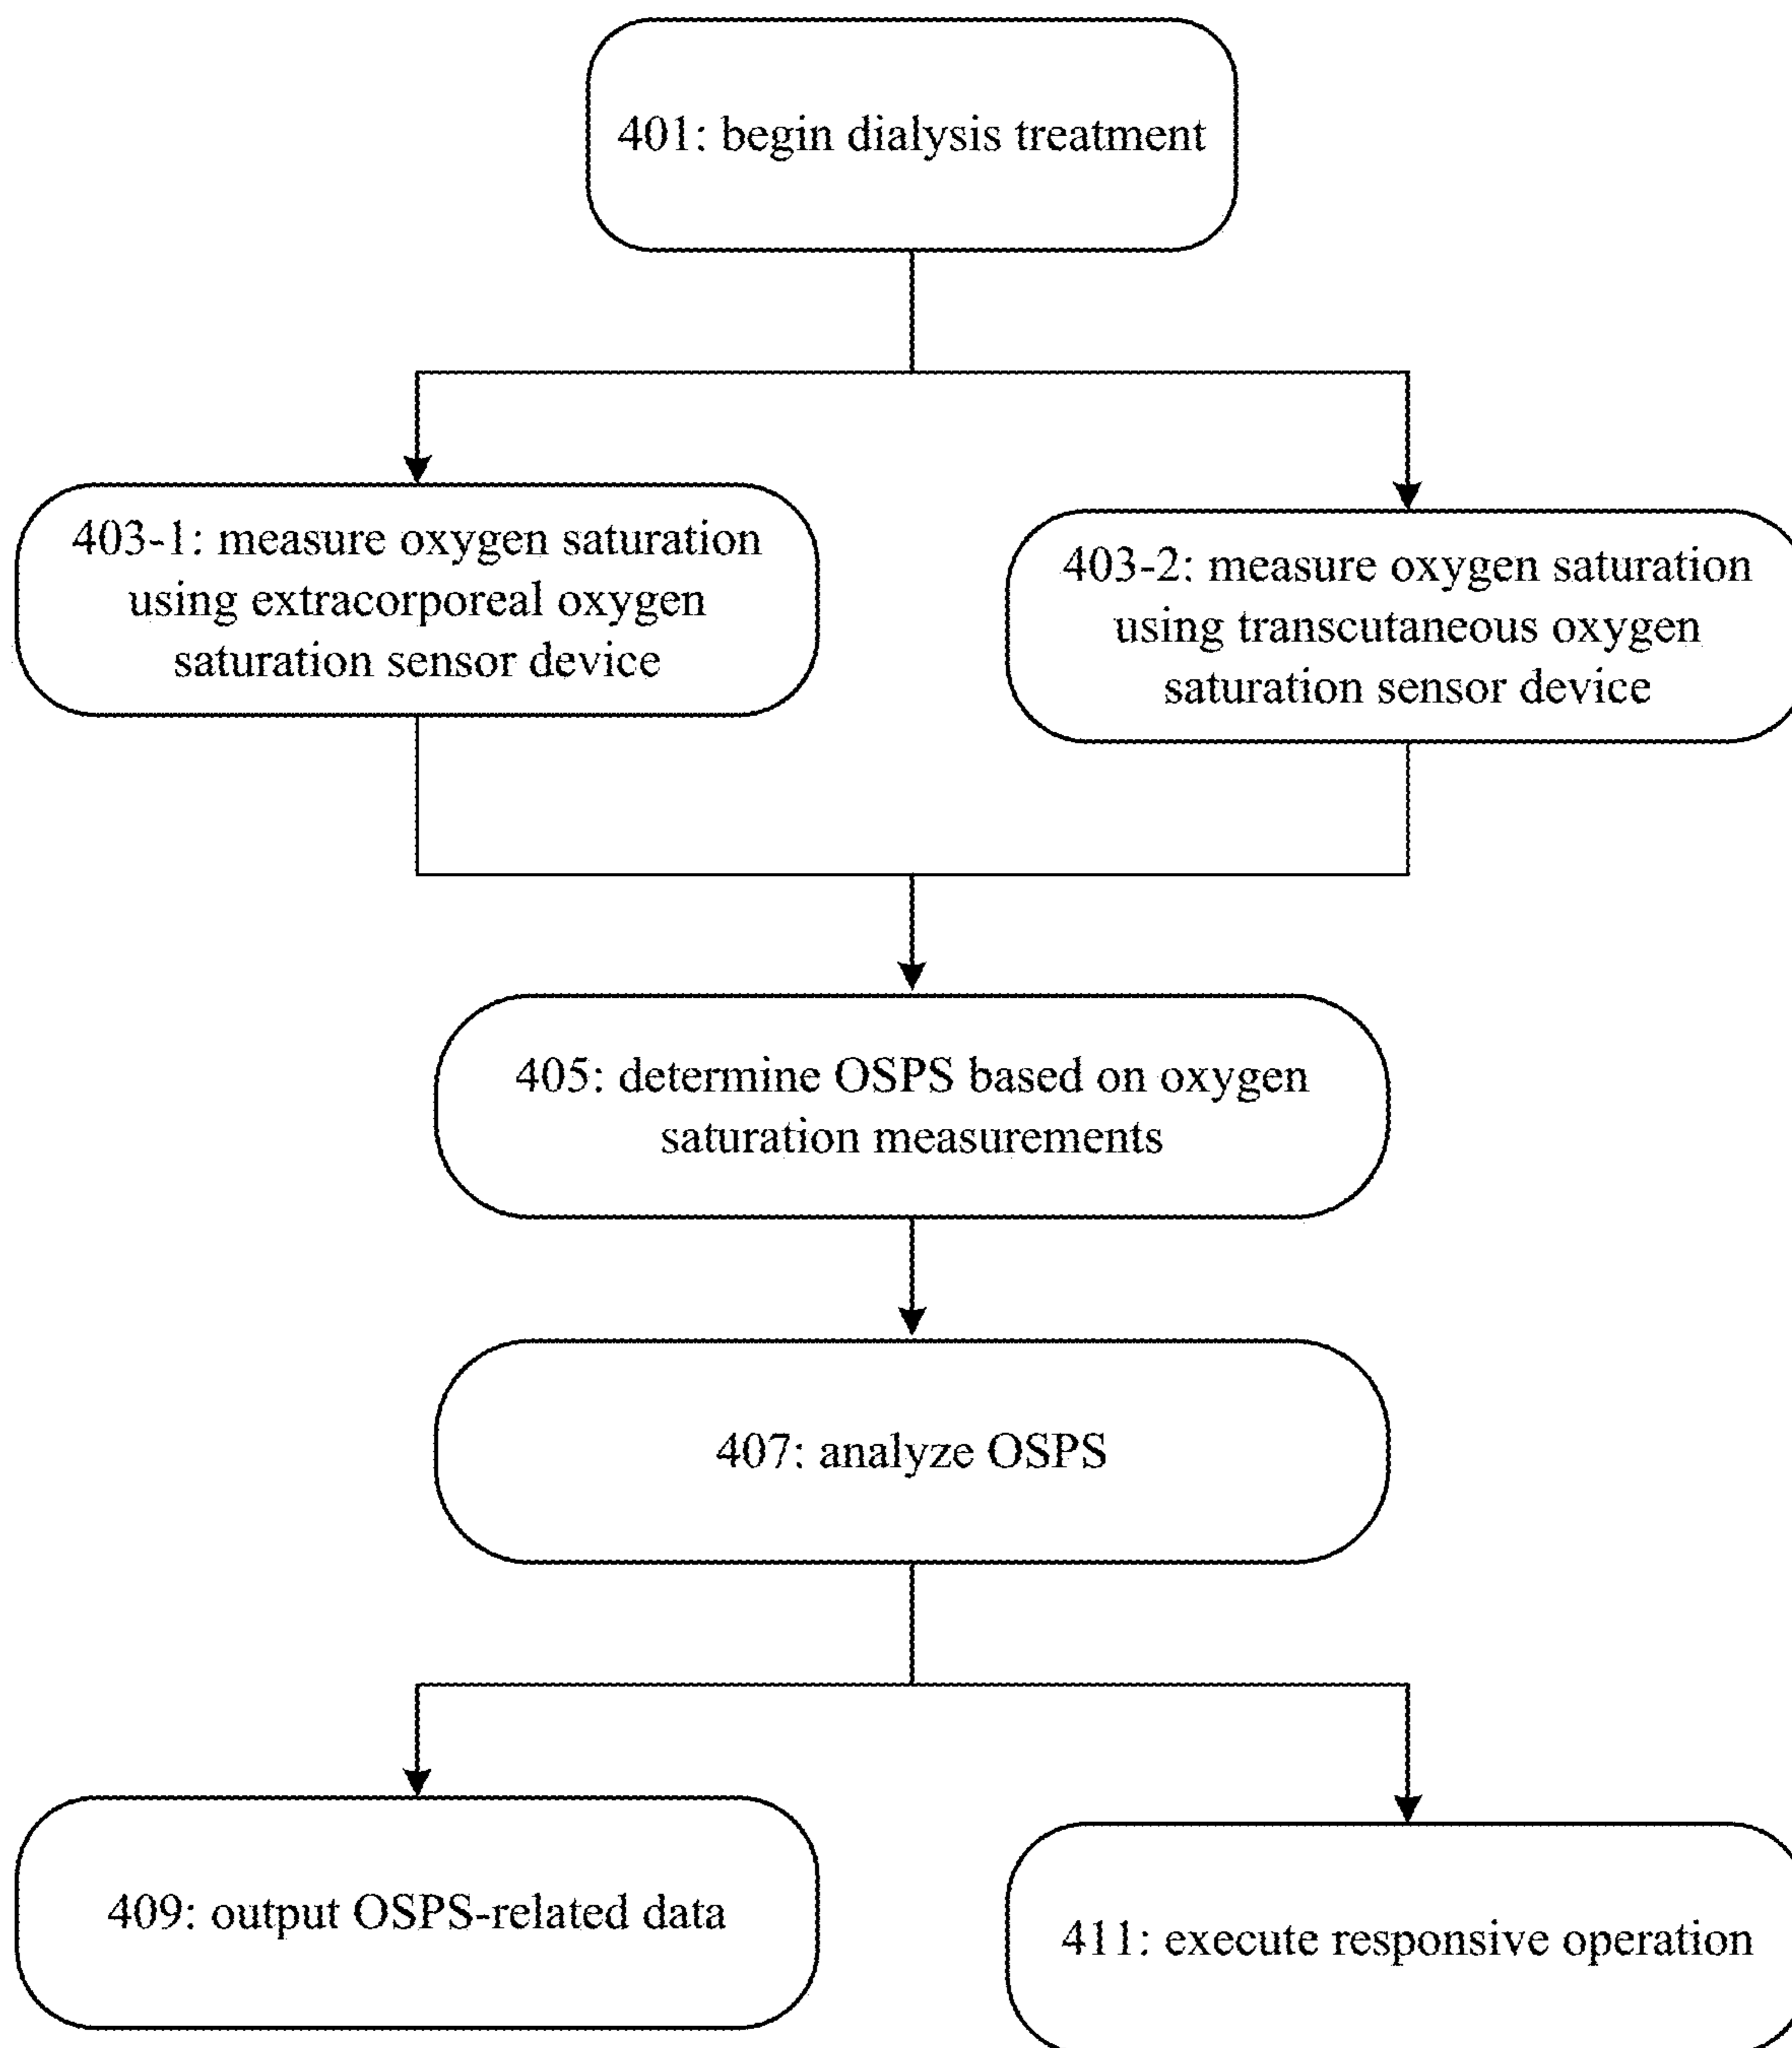 401: begin dialysis treatment
403-1: measure oxygen saturation
using extracorporeal oxygen
saturation sensor device
403-2: measure oxygen saturation
using transcutaneous oxygen
saturation sensor device
405: determine OSPS based on oxygen
saturation measurements
407: analyze OSPS
409: output OSPS-related data
411: execute responsive operation